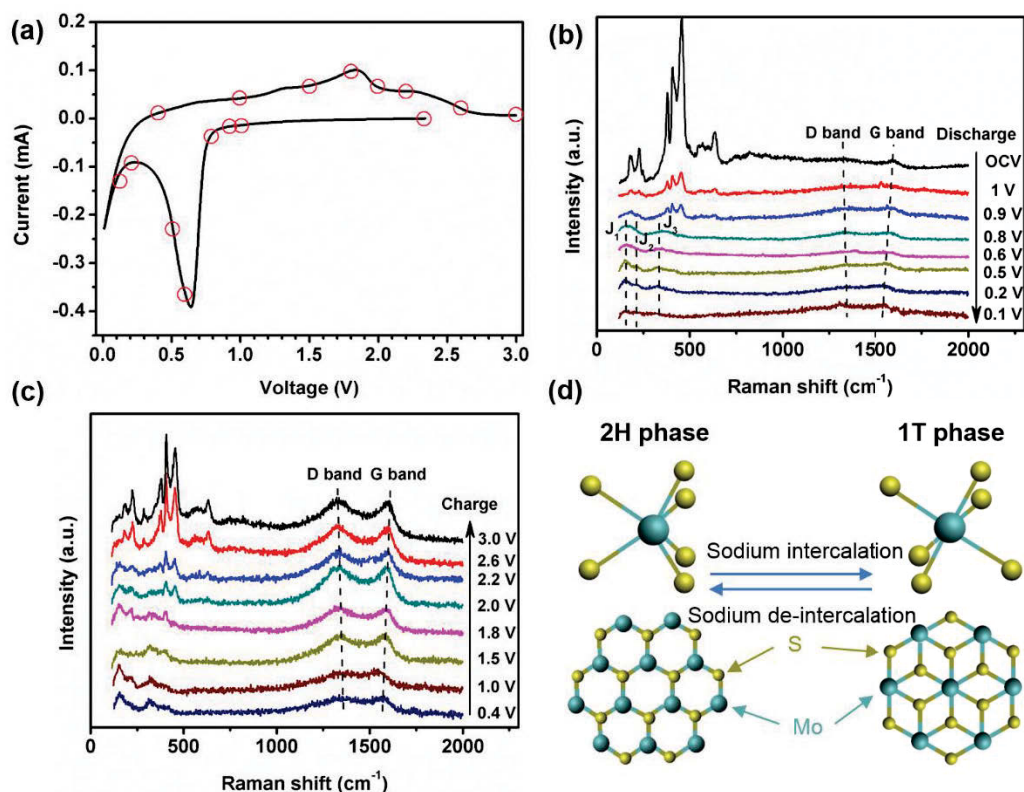 (a)
0.2
0.1
0.0
-0.1
-0.2
-0.3
-0.4
Current (mA)
0.0 0.5 1.0 1.5 2.0 2.5 3.0
Voltage (V)
(b)
Intensity (a.u.)
D band G band Discharge
OCV
1 V
0.9 V
0.8 V
0.6 V
0.5 V
0.2 V
0.1 V
J1 J2 J3
0 500 1000 1500 2000
Raman shift (cm-1)
(c)
Intensity (a.u.)
D band G band
Charge
3.0 V
2.6 V
2.2 V
2.0 V
1.8 V
1.5 V
1.0 V
0.4 V
0 500 1000 1500 2000
Raman shift (cm-1)
(d)
2H phase 1T phase
Sodium intercalation
Sodium de-intercalation
S
Mo